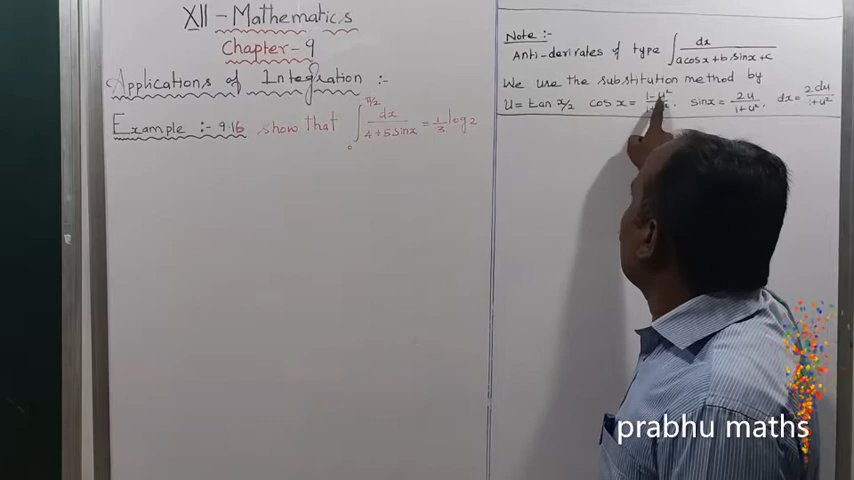 XII - Mathematics
Chapter - 9
Applications of Integration :-
Example :- 9.16 show that ∫₀^π/2 dx/4+5sinx = 1/3 log 2
Note :-
Anti-derirates of type ∫ dx/acosx+b sinx+c
We use the substitution method by
U = tan x/2 cos x = 1-u²/1+u², sinx = 2u/1+u², dx = 2du/1+u²
prabhu maths